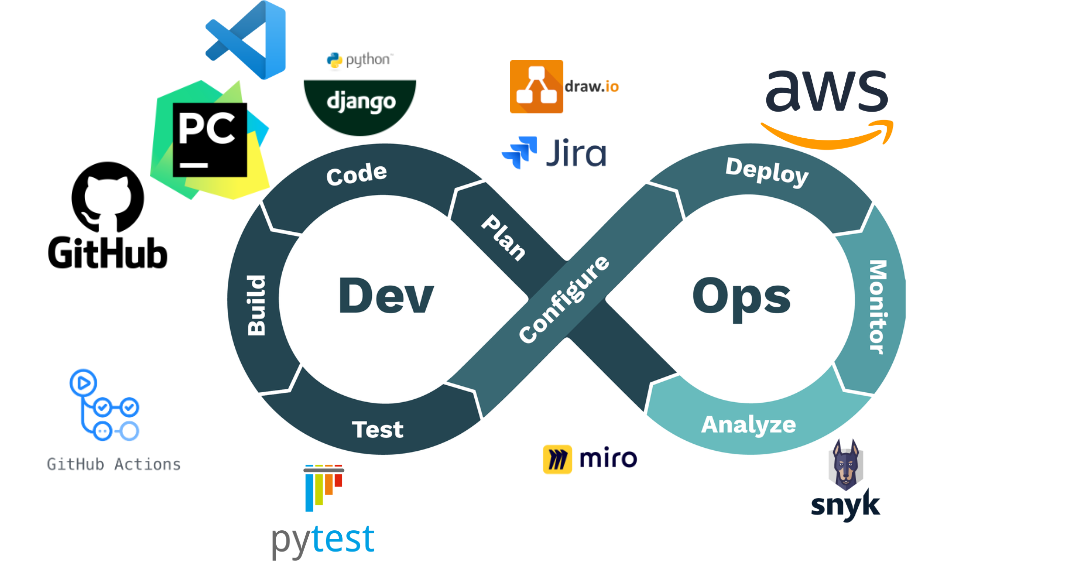 python
django
PC
GitHub
draw.io
Jira
aws
Code
Plan
Configure
Deploy
Build
Dev
Ops
Monitor
Test
Analyze
GitHub Actions
pytest
miro
snyk